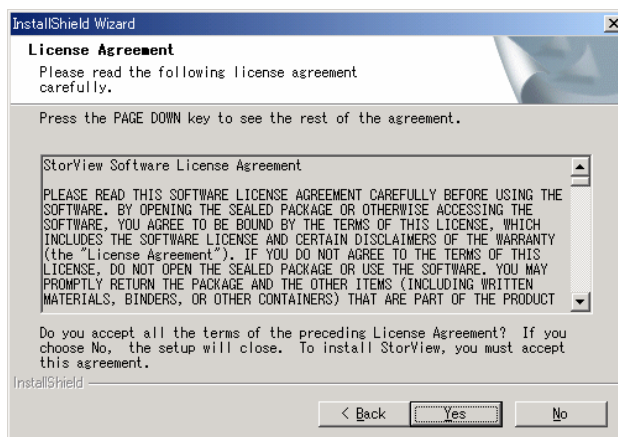 InstallShield Wizard
License Agreement
Please read the following license agreement
carefully.
Press the PAGE DOWN key to see the rest of the agreement.
StorView Software License Agreement
PLEASE READ THIS SOFTWARE LICENSE AGREEMENT CAREFULLY BEFORE USING THE
SOFTWARE. BY OPENING THE SEALED PACKAGE OR OTHERWISE ACCESSING THE
SOFTWARE, YOU AGREE TO BE BOUND BY THE TERMS OF THIS LICENSE, WHICH
INCLUDES THE SOFTWARE LICENSE AND CERTAIN DISCLAIMERS OF THE WARRANTY
(the "License Agreement"). IF YOU DO NOT AGREE TO THE TERMS OF THIS
LICENSE, DO NOT OPEN THE SEALED PACKAGE OR USE THE SOFTWARE. YOU MAY
PROMPTLY RETURN THE PACKAGE AND THE OTHER ITEMS (INCLUDING WRITTEN
MATERIALS, BINDERS, OR OTHER CONTAINERS) THAT ARE PART OF THE PRODUCT
Do you accept all the terms of the preceding License Agreement? If you
choose No, the setup will close. To install StorView, you must accept
this agreement.
InstallShield
< Back Yes No